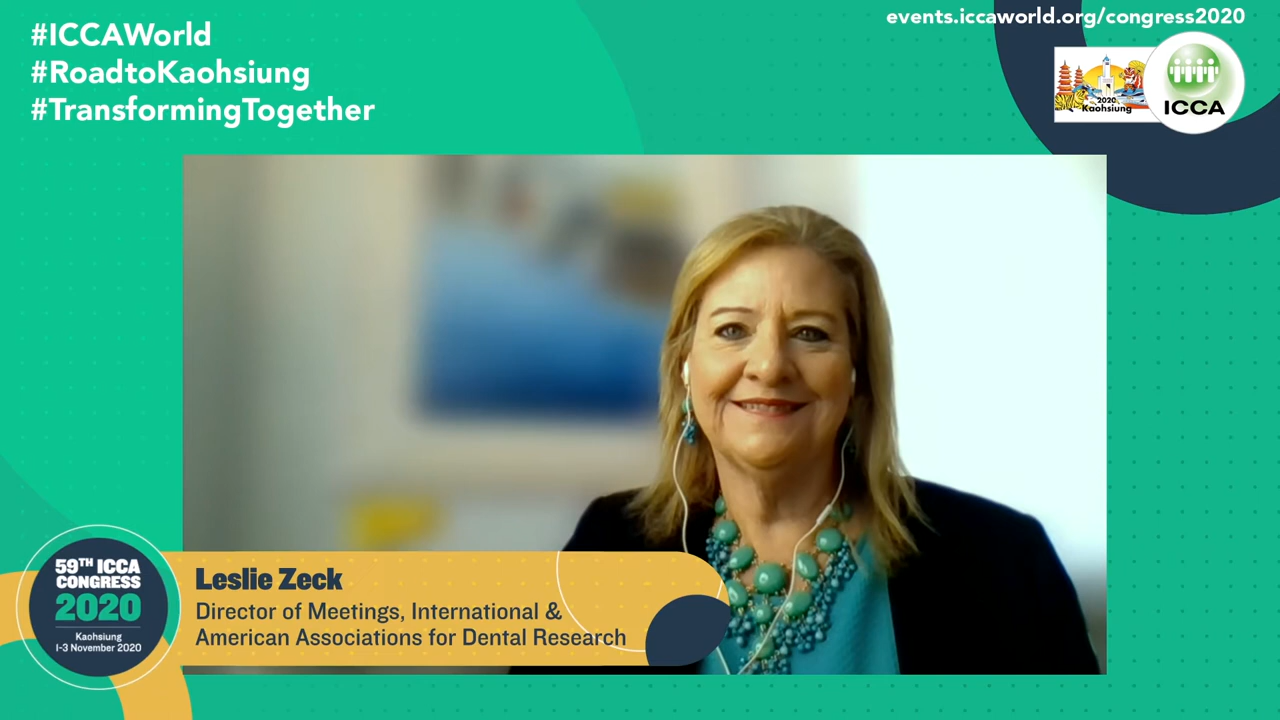 #ICCAWorld
#RoadtoKaohsiung
#TransformingTogether
events.iccaworld.org/congress2020
2020
Kaohsiung
ICCA
59TH ICCA
CONGRESS
2020
Kaohsiung
1-3 November 2020
Leslie Zeck
Director of Meetings, International &
American Associations for Dental Research